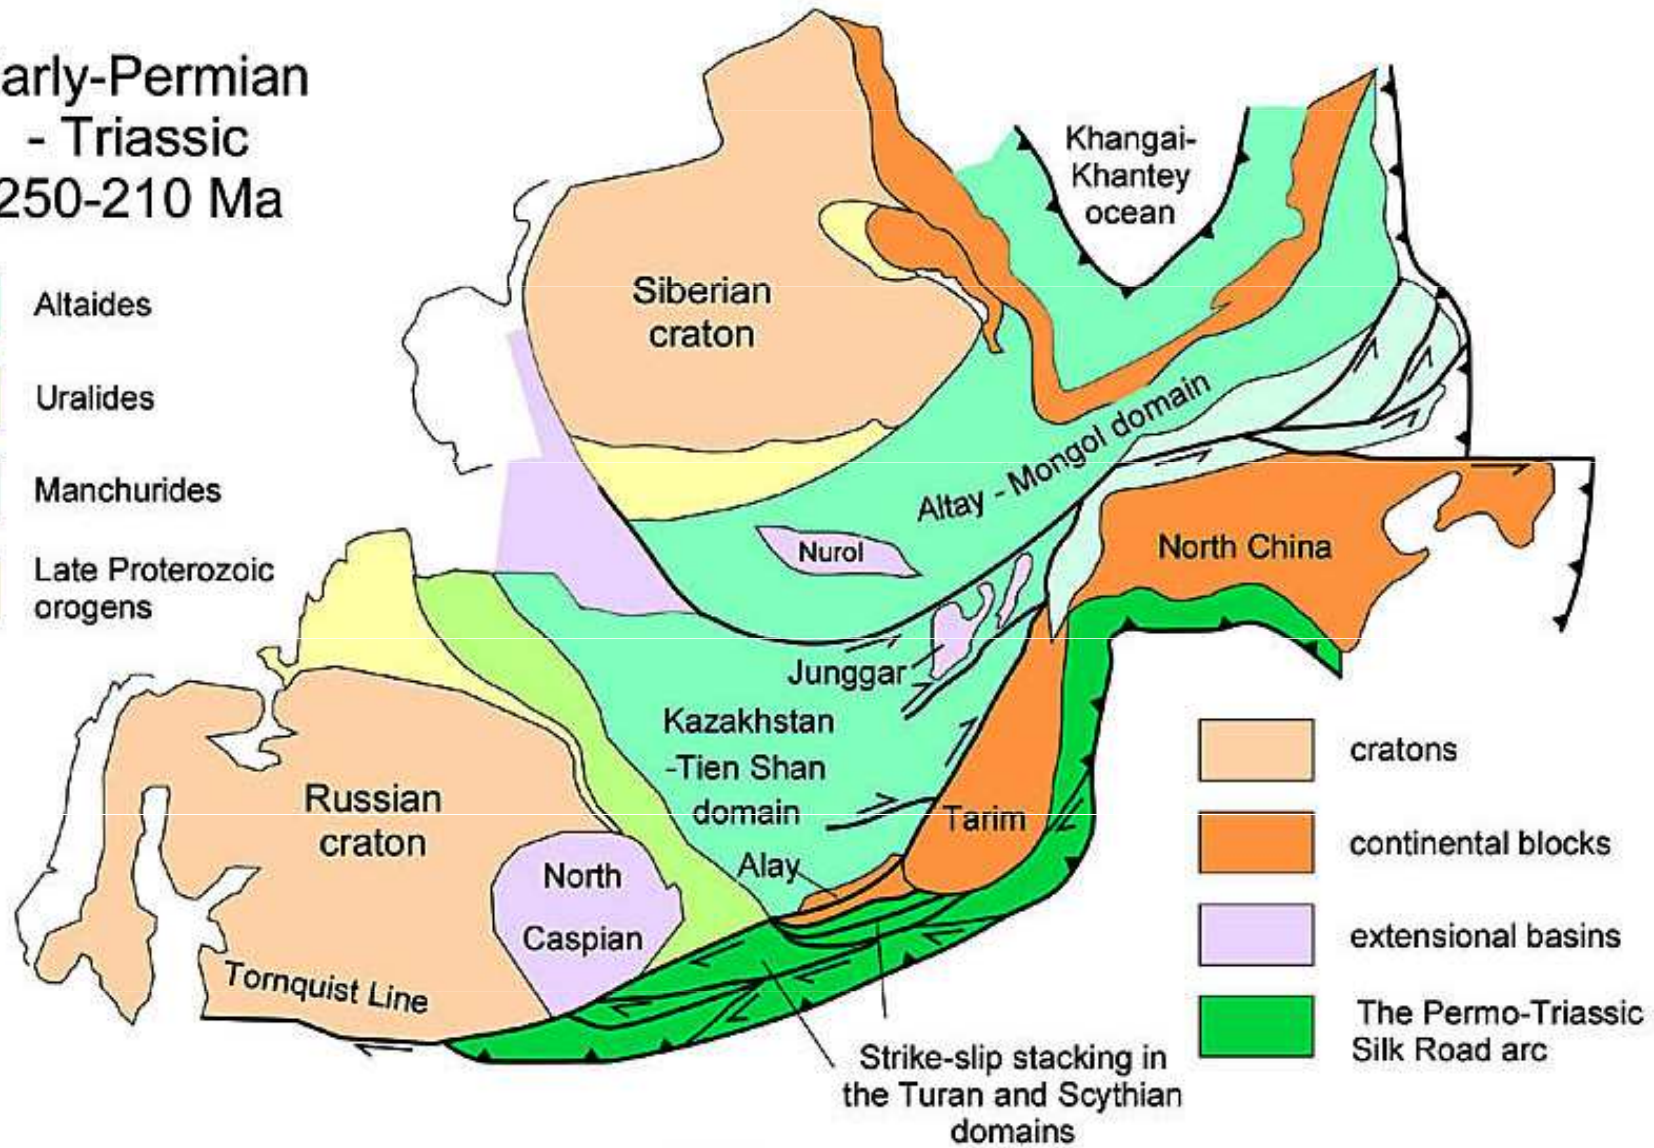 arly-Permian
- Triassic
250-210 Ma
Altaides
Uralides
Manchurides
Late Proterozoic
orogens
Khangai-
Khantey
ocean
Siberian
craton
Altay - Mongol domain
Nurol
North China
Junggar
Kazakhstan
-Tien Shan
domain
Russian
craton
Tarim
Alay
North
Caspian
Tornquist Line
cratons
continental blocks
extensional basins
The Permo-Triassic
Silk Road arc
Strike-slip stacking in
the Turan and Scythian
domains